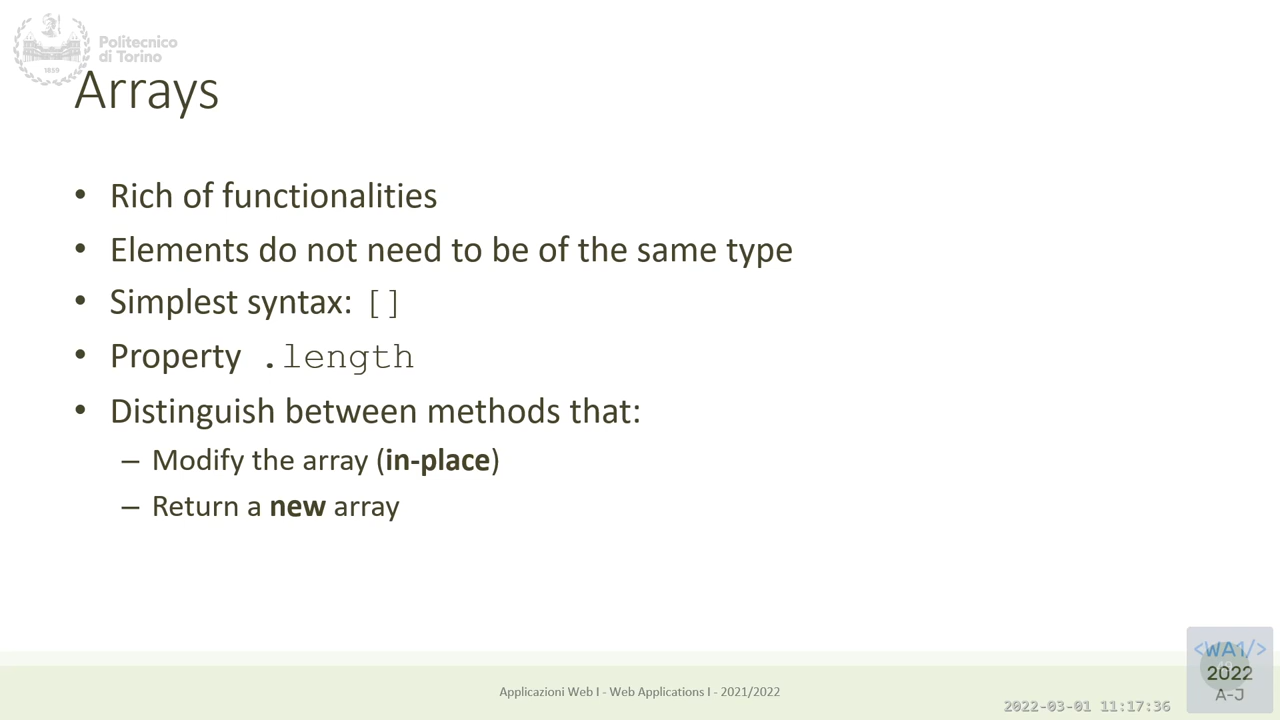 Politecnico
di Torino
1859
Arrays
• Rich of functionalities
• Elements do not need to be of the same type
• Simplest syntax: []
• Property .length
• Distinguish between methods that:
– Modify the array (in-place)
– Return a new array
Applicazioni Web I - Web Applications I - 2021/2022
2022-03-01 11:17:36
<WA1/>
2022
A-J